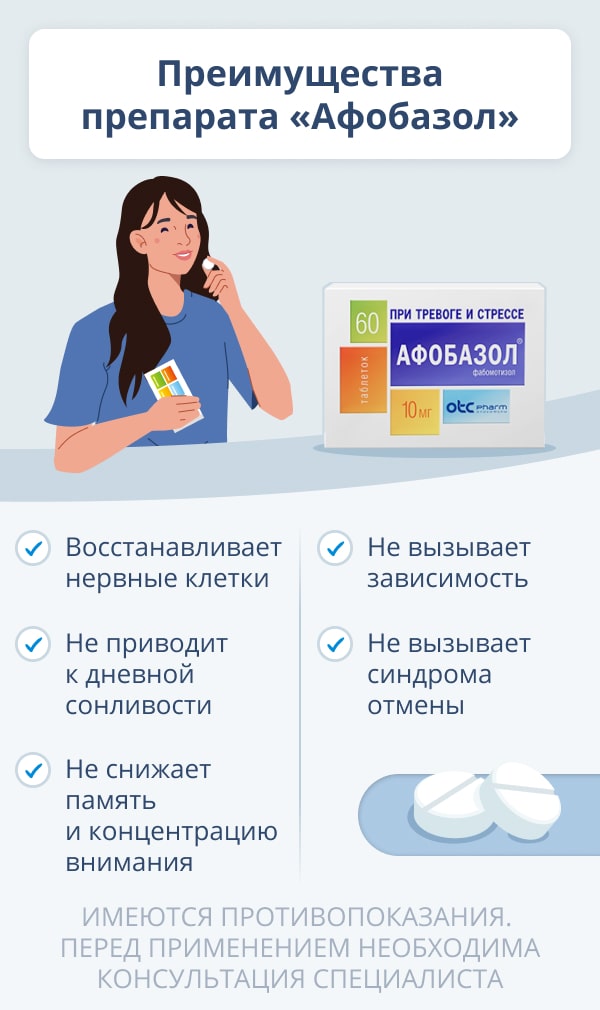 Преимущества
препарата «Афобазол»
60
таблеток
ПРИ ТРЕВОГЕ И СТРЕССЕ
АФОБАЗОЛ®
фабомотизол
10 мг
otc pharm
Восстанавливает
нервные клетки
Не приводит
к дневной
сонливости
Не снижает
память
и концентрацию
внимания
Не вызывает
зависимость
Не вызывает
синдрома
отмены
ИМЕЮТСЯ ПРОТИВОПОКАЗАНИЯ.
ПЕРЕД ПРИМЕНЕНИЕМ НЕОБХОДИМА
КОНСУЛЬТАЦИЯ СПЕЦИАЛИСТА